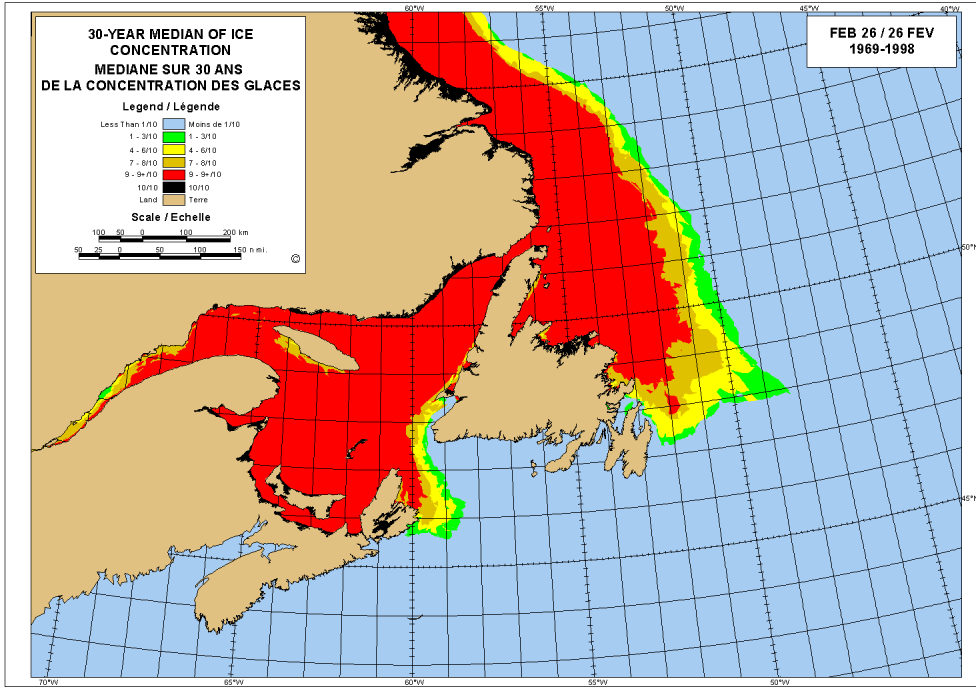 60°W
55°W
50°W
45°W
40°W
30-YEAR MEDIAN OF ICE
CONCENTRATION
MEDIANE SUR 30 ANS
DE LA CONCENTRATION DES GLACES
Legend / Légende
Less Than 1/10 Moins de 1/10
1 - 3/10 1 - 3/10
4 - 6/10 4 - 6/10
7 - 8/10 7 - 8/10
9 - 9+/10 9 - 9+/10
10/10 10/10
Land Terre
Scale / Echelle
100 50 0 100 200 km
50 25 0 50 100 150 n mi.
©
FEB 26 / 26 FEV
1969-1998
50°N
45°N
70°W
65°W
60°W
55°W
50°W